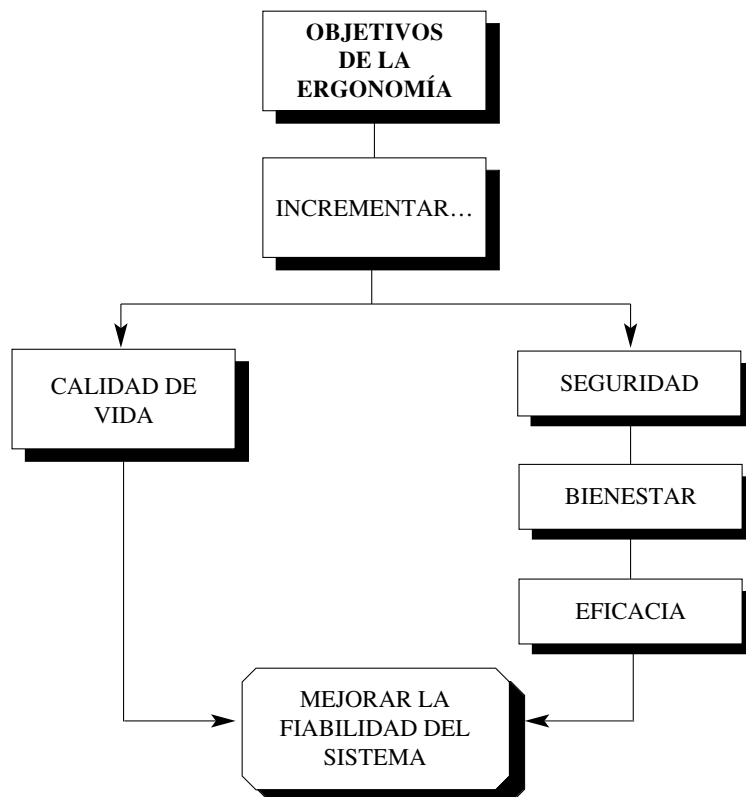 OBJETIVOS
DE LA
ERGONOMÍA
INCREMENTAR…
CALIDAD DE
VIDA
SEGURIDAD
BIENESTAR
EFICACIA
MEJORAR LA
FIABILIDAD DEL
SISTEMA